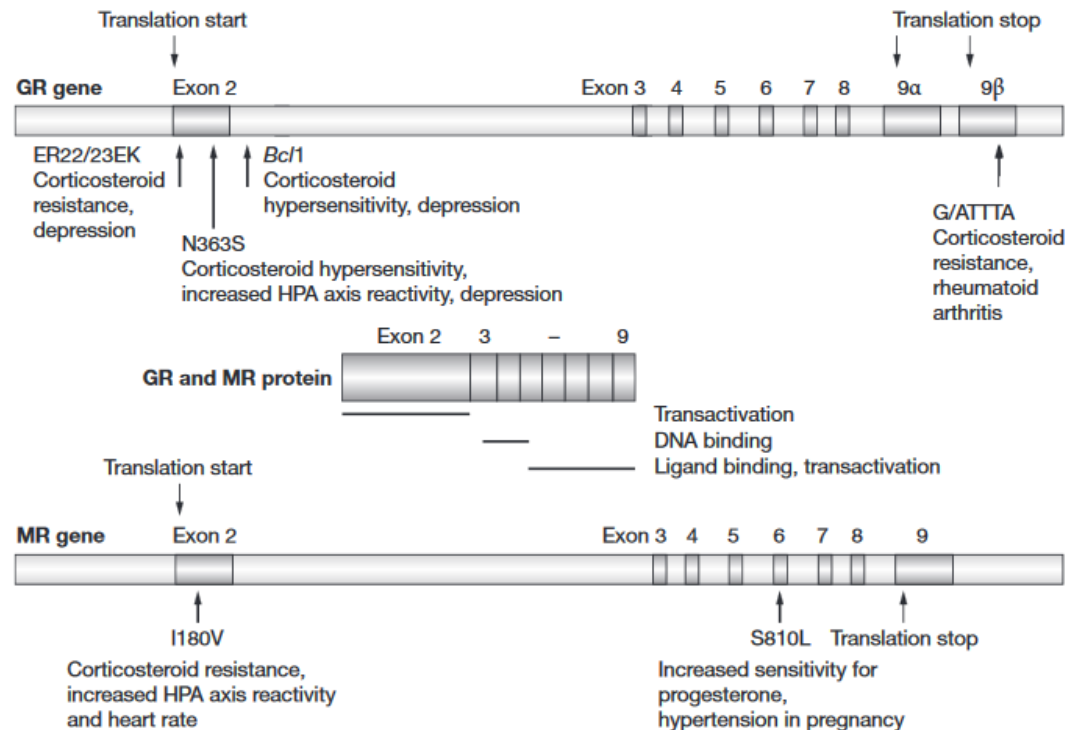 Translation start
Translation stop
GR gene
Exon 2
Exon 3 4 5 6 7 8 9α 9β
ER22/23EK
Corticosteroid
resistance,
depression
N363S
Corticosteroid hypersensitivity,
increased HPA axis reactivity, depression
Bcl1
Corticosteroid
hypersensitivity, depression
G/ATTTA
Corticosteroid
resistance,
rheumatoid
arthritis
Exon 2 3 – 9
GR and MR protein
Transactivation
DNA binding
Ligand binding, transactivation
Translation start
MR gene
Exon 2
Exon 3 4 5 6 7 8 9
I180V
Corticosteroid resistance,
increased HPA axis reactivity
and heart rate
S810L
Increased sensitivity for
progesterone,
hypertension in pregnancy
Translation stop